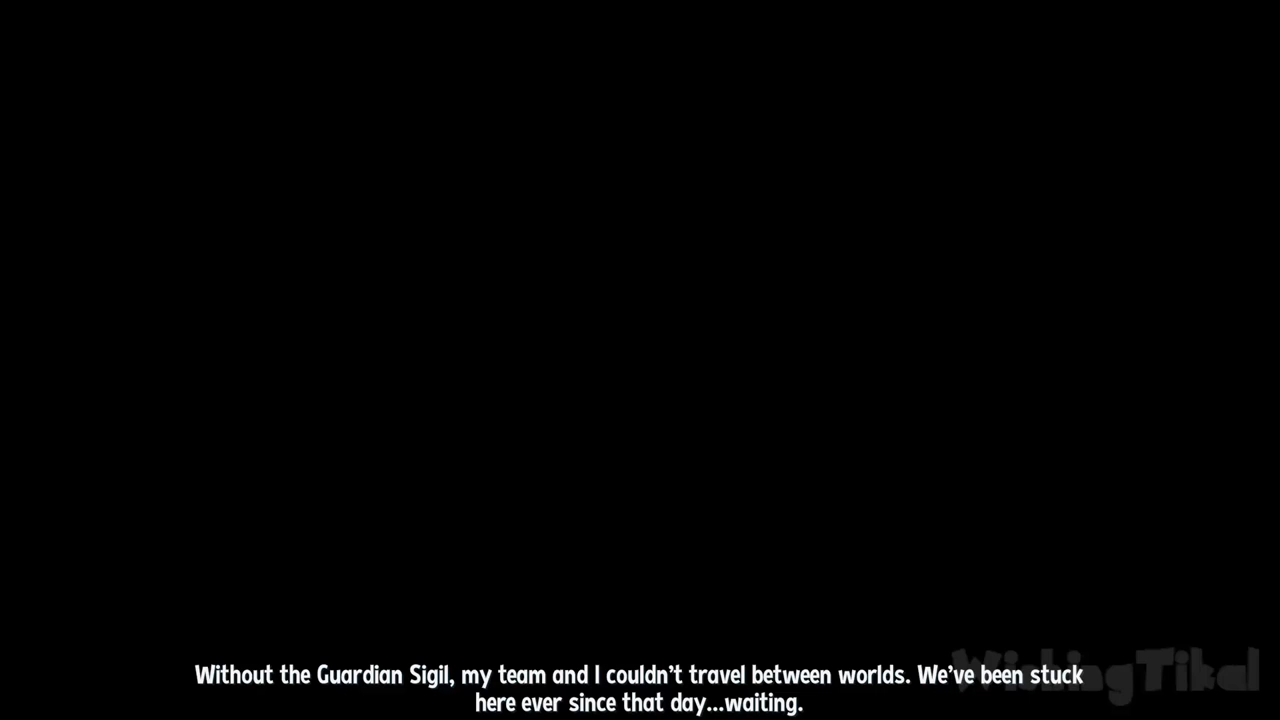 Without the Guardian Sigil, my team and I couldn't travel between worlds. We've been stuck
here ever since that day...waiting.
WishingTikal